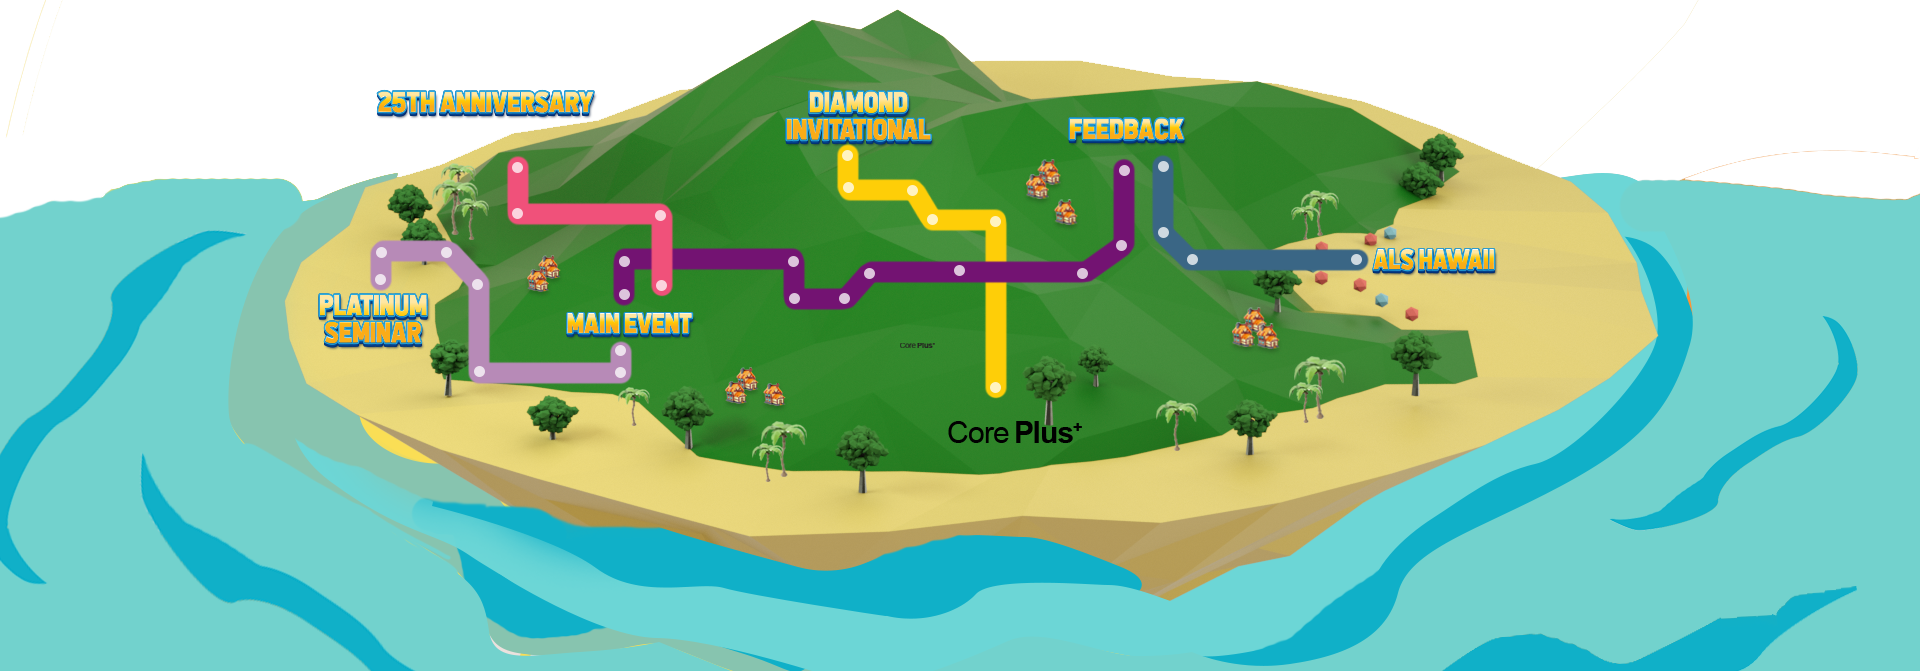 25TH ANNIVERSARY
DIAMOND
INVITATIONAL
FEEDBACK
ALS HAWAII
PLATINUM
SEMINAR
MAIN EVENT
Core Plus+
Core Plus+